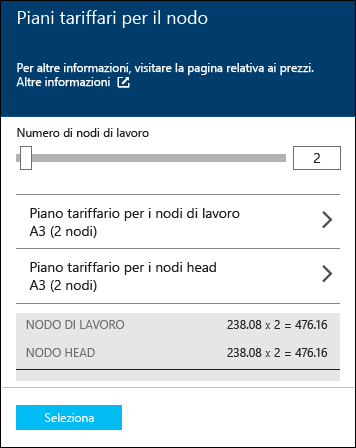 Piani tariffari per il nodo
Per altre informazioni, visitare la pagina relativa ai prezzi.
Altre informazioni
Numero di nodi di lavoro
2
Piano tariffario per i nodi di lavoro
A3 (2 nodi)
Piano tariffario per i nodi head
A3 (2 nodi)
NODO DI LAVORO 238.08 x 2 = 476.16
NODO HEAD 238.08 x 2 = 476.16
Seleziona